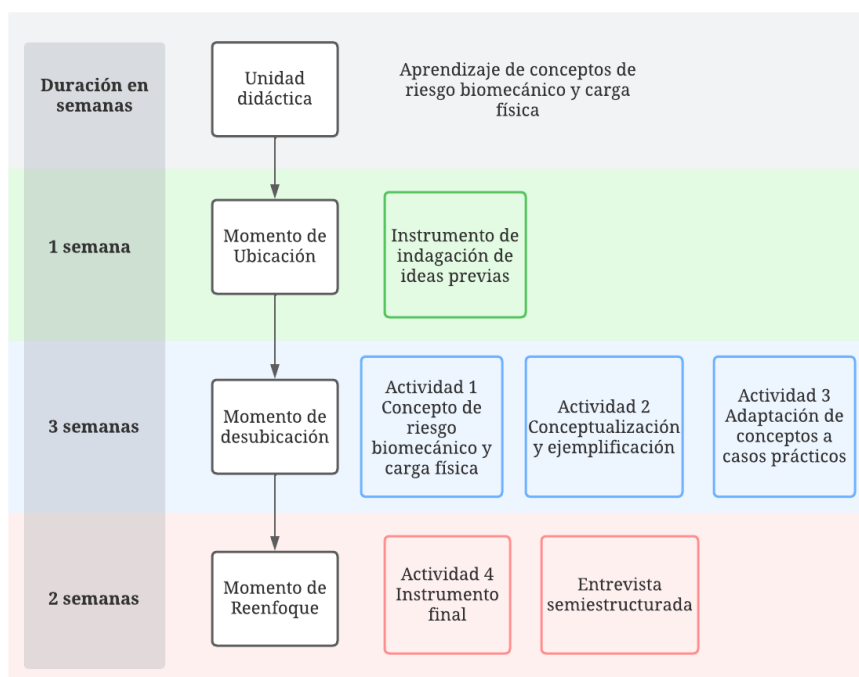 Duración en
semanas
Unidad
didáctica
Aprendizaje de conceptos de
riesgo biomecánico y carga
física
1 semana
Momento de
Ubicación
Instrumento de
indagación de
ideas previas
3 semanas
Momento de
desubicación
Actividad 1
Concepto de
riesgo
biomecánico y
carga física
Actividad 2
Conceptualización
y ejemplificación
Actividad 3
Adaptación de
conceptos a
casos prácticos
2 semanas
Momento de
Reenfoque
Actividad 4
Instrumento
final
Entrevista
semiestructurada